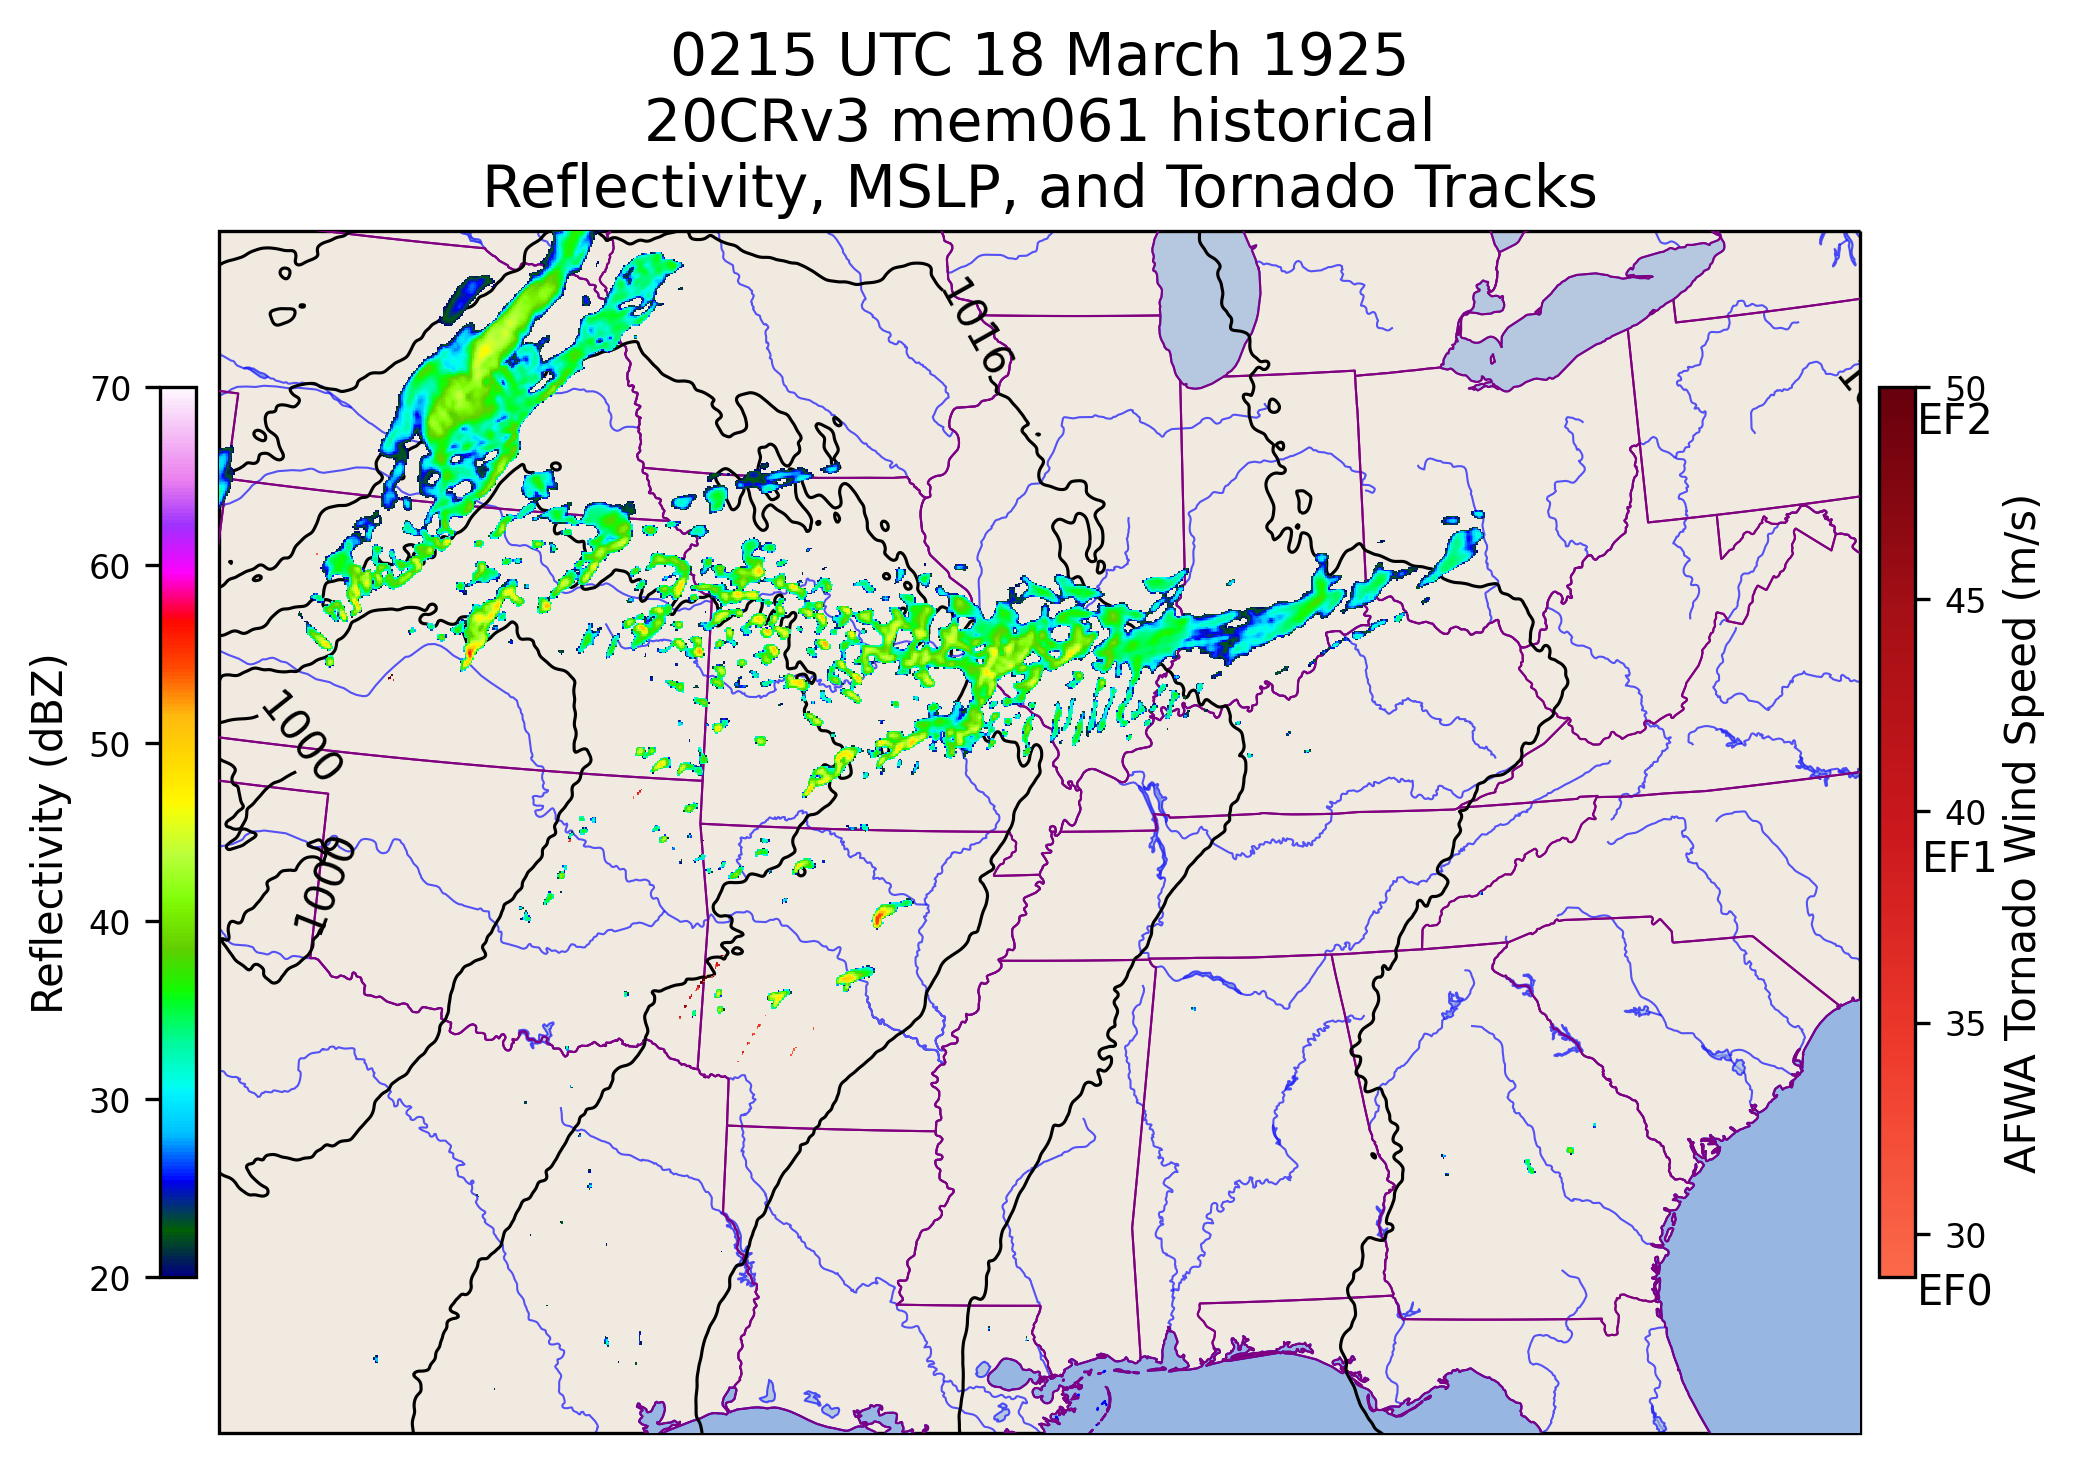 0215 UTC 18 March 1925
20CRv3 mem061 historical
Reflectivity, MSLP, and Tornado Tracks
1016
1000
1008
70
60
50
40
30
20
Reflectivity (dBZ)
50
EF2
45
40
EF1
35
30
EF0
AFWA Tornado Wind Speed (m/s)